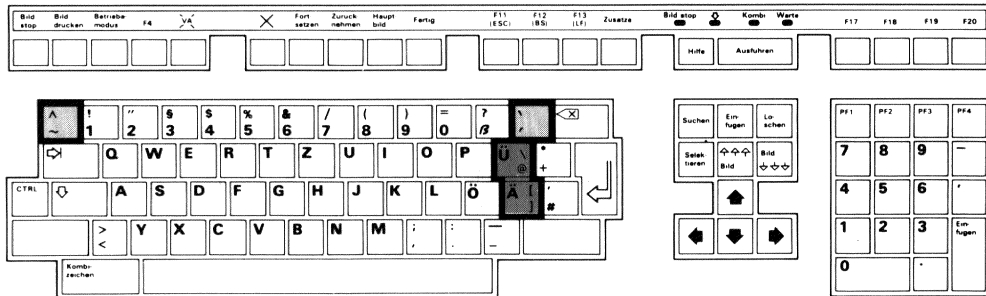 Bild stop Bild drucken Betriebs- modus F4 VA Fort setzen Zuruck nehmen Haupt bild Fertig F11 (ESC) F12 (BS) F13 (LF) Zusatze Bild stop Kombi Warte F17 F18 F19 F20
Hilfe Ausfuhren
^ ! " § $ % & / ( ) = ? `
~ 1 2 3 4 5 6 7 8 9 0 ß ´
Q W E R T Z U I O P Ü \ @ * +
CTRL A S D F G H J K L Ö Ä [ ] ' #
> < Y X C V B N M ; , : . — –
Kombi- zeichen
Suchen Ein- fugen Lo- schen
Selek- tieren Bild Bild
PF1 PF2 PF3 PF4
7 8 9 –
4 5 6 ,
1 2 3 Ein- fugen
0 .